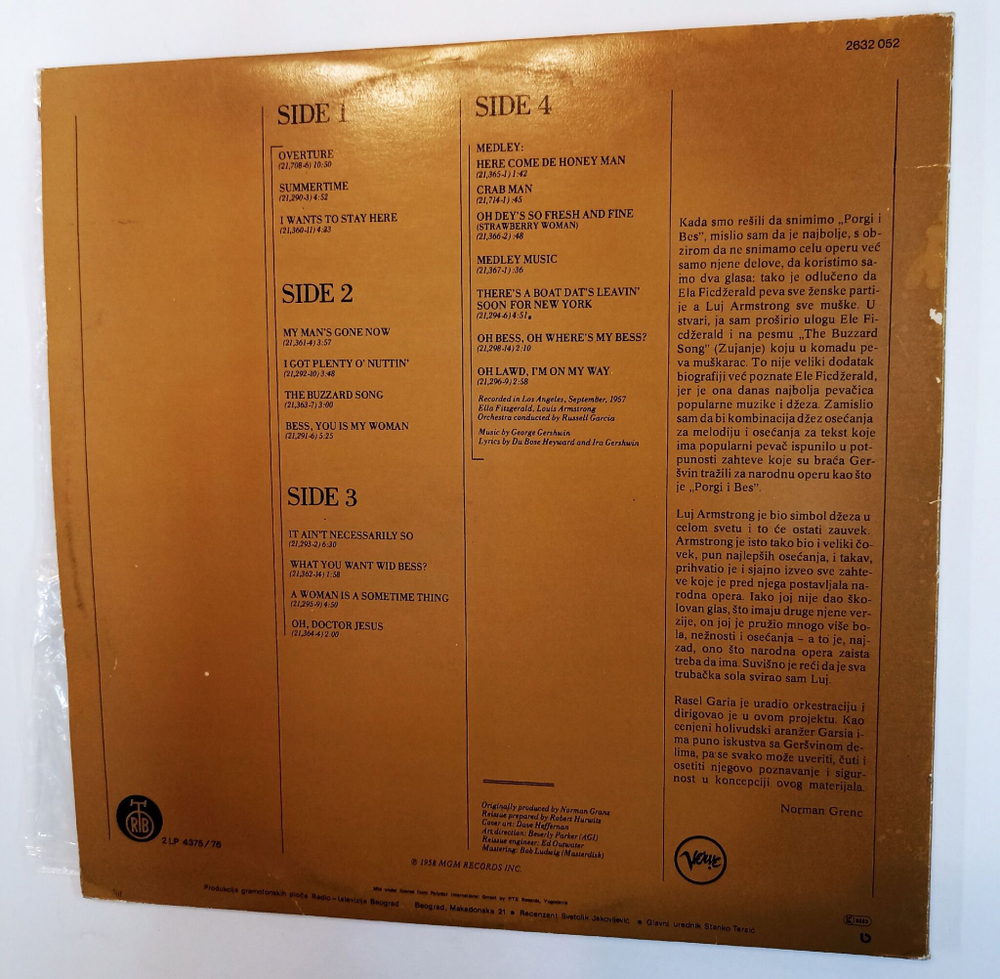 2632 052
SIDE 1
OVERTURE
(21,708-6) 10:50
SUMMERTIME
(21,290-3) 4:52
I WANTS TO STAY HERE
(21,360-11) 4:33
SIDE 2
MY MAN'S GONE NOW
(21,361-4) 3:57
I GOT PLENTY O' NUTTIN'
(21,292-10) 3:48
THE BUZZARD SONG
(21,363-7) 3:00
BESS, YOU IS MY WOMAN
(21,291-6) 5:25
SIDE 3
IT AIN'T NECESSARILY SO
(21,293-2) 6:30
WHAT YOU WANT WID BESS?
(21,362-14) 1:58
A WOMAN IS A SOMETIME THING
(21,295-9) 4:50
OH, DOCTOR JESUS
(21,364-4) 2.00
SIDE 4
MEDLEY:
HERE COME DE HONEY MAN
(21,365-1) 1:42
CRAB MAN
(21,714-1) :45
OH DEY'S SO FRESH AND FINE
(STRAWBERRY WOMAN)
(21,366-2) :48
MEDLEY MUSIC
(21,367-1) :36
THERE'S A BOAT DAT'S LEAVIN'
SOON FOR NEW YORK
(21,294-6) 4:51
OH BESS, OH WHERE'S MY BESS?
(21,298-14) 2:10
OH LAWD, I'M ON MY WAY
(21,296-9) 2:58
Recorded in Los Angeles, September, 1957
Ella Fitzgerald, Louis Armstrong
Orchestra conducted by Russell Garcia
Music by George Gershwin
Lyrics by Du Bose Heyward and Ira Gershwin
Originally produced by Norman Granz
Reissue prepared by Robert Hurwitz
Cover art: Dave Heffernan
Art direction: Beverly Parker (AGI)
Reissue engineer: Ed Outwater
Mastering: Bob Ludwig (Masterdisk)
℗ 1958 MGM RECORDS INC.
Kada smo rešili da snimimo „Porgi i
Bes”, mislio sam da je najbolje, s ob-
zirom da ne snimamo celu operu već
samo njene delove, da koristimo sa-
mo dva glasa: tako je odlučeno da
Ela Ficdžerald peva sve ženske parti-
je a Luj Armstrong sve muške. U
stvari, ja sam proširio ulogu Ele Fi-
cdžerald i na pesmu „The Buzzard
Song” (Zujanje) koju u komadu pe-
va muškarac. To nije veliki dodatak
biografiji već poznate Ele Ficdžerald,
jer je ona danas najbolja pevačica
popularne muzike i džeza. Zamislio
sam da bi kombinacija džez osećanja
za melodiju i osećanja za tekst koje
ima popularni pevač ispunilo u pot-
punosti zahteve koje su braća Ger-
švin tražili za narodnu operu kao što
je „Porgi i Bes”.
Luj Armstrong je bio simbol džeza u
celom svetu i to će ostati zauvek.
Armstrong je isto tako bio i veliki čo-
vek, pun najlepših osećanja, i takav,
prihvatio je i sjajno izveo sve zahte-
ve koje je pred njega postavljala na-
rodna opera. Iako joj nije dao ško-
lovan glas, što imaju druge njene ver-
zije, on joj je pružio mnogo više bo-
la, nežnosti i osećanja – a to je, naj-
zad, ono što narodna opera zaista
treba da ima. Suvišno je reći da je sva
trubačka sola svirao sam Luj.
Rasel Garia je uradio orkestraciju i
dirigovao je u ovom projektu. Kao
cenjeni holivudski aranžer Garsia i-
ma puno iskustva sa Geršvinom de-
lima, pa se svako može uveriti, čuti i
osetiti njegovo poznavanje i sigur-
nost u koncepciji ovog materijala.
Norman Grenc
RTB
2 LP 4375/76
Verve
Produkcija gramofonskih ploča Radio-televizije Beograd Beograd, Makedonska 21 ● Recenzent Svetolik Jakovljević ● Glavni urednik Stanko Terzić